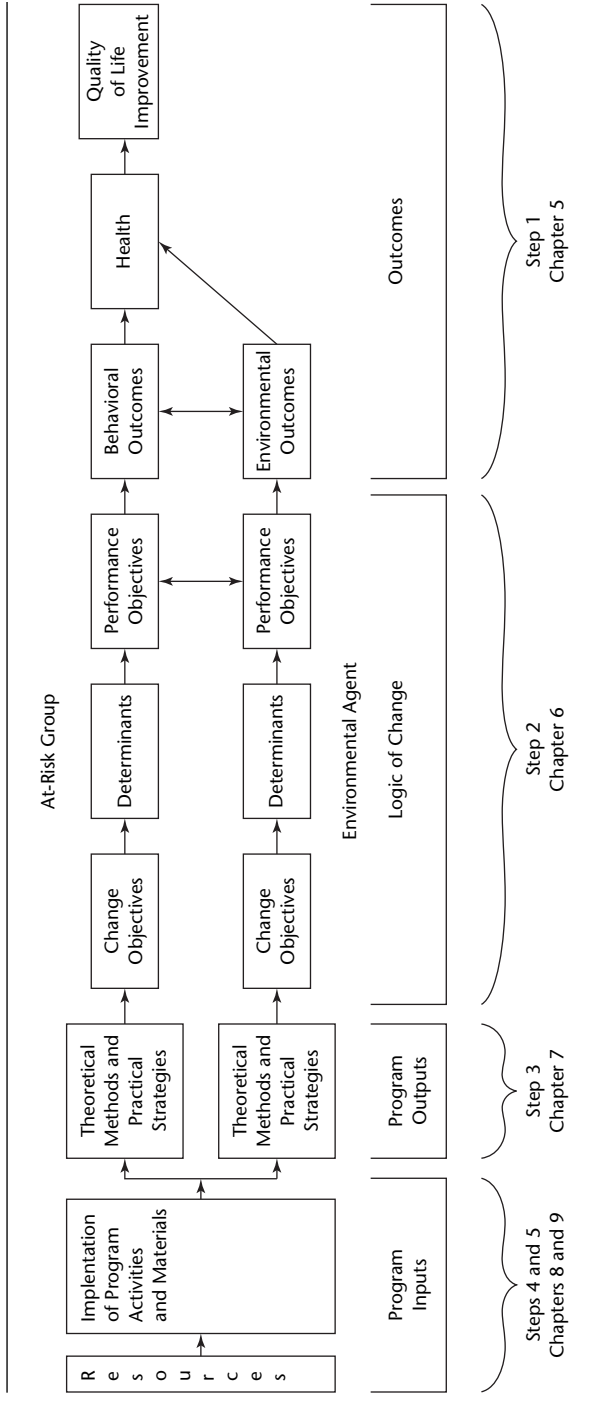 At-Risk Group
R
e
s
o
u
r
c
e
s
Implentation
of Program
Activities
and Materials
Theoretical
Methods and
Practical
Strategies
Change
Objectives
Determinants
Performance
Objectives
Behavioral
Outcomes
Health
Quality
of Life
Improvement
Theoretical
Methods and
Practical
Strategies
Change
Objectives
Determinants
Performance
Objectives
Environmental
Outcomes
Environmental Agent
Program
Inputs
Program
Outputs
Logic of Change
Outcomes
Steps 4 and 5
Chapters 8 and 9
Step 3
Chapter 7
Step 2
Chapter 6
Step 1
Chapter 5